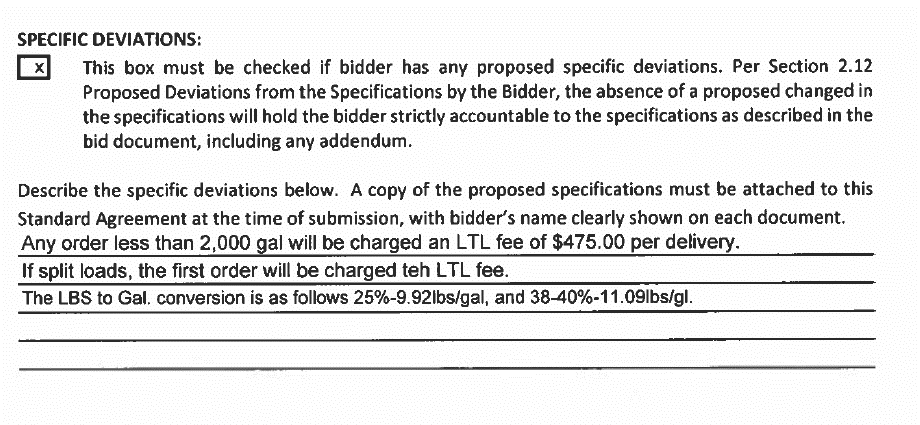 SPECIFIC DEVIATIONS:
x This box must be checked if bidder has any proposed specific deviations. Per Section 2.12
Proposed Deviations from the Specifications by the Bidder, the absence of a proposed changed in
the specifications will hold the bidder strictly accountable to the specifications as described in the
bid document, including any addendum.
Describe the specific deviations below. A copy of the proposed specifications must be attached to this
Standard Agreement at the time of submission, with bidder's name clearly shown on each document.
Any order less than 2,000 gal will be charged an LTL fee of $475.00 per delivery.
If split loads, the first order will be charged teh LTL fee.
The LBS to Gal. conversion is as follows 25%-9.92lbs/gal, and 38-40%-11.09lbs/gl.